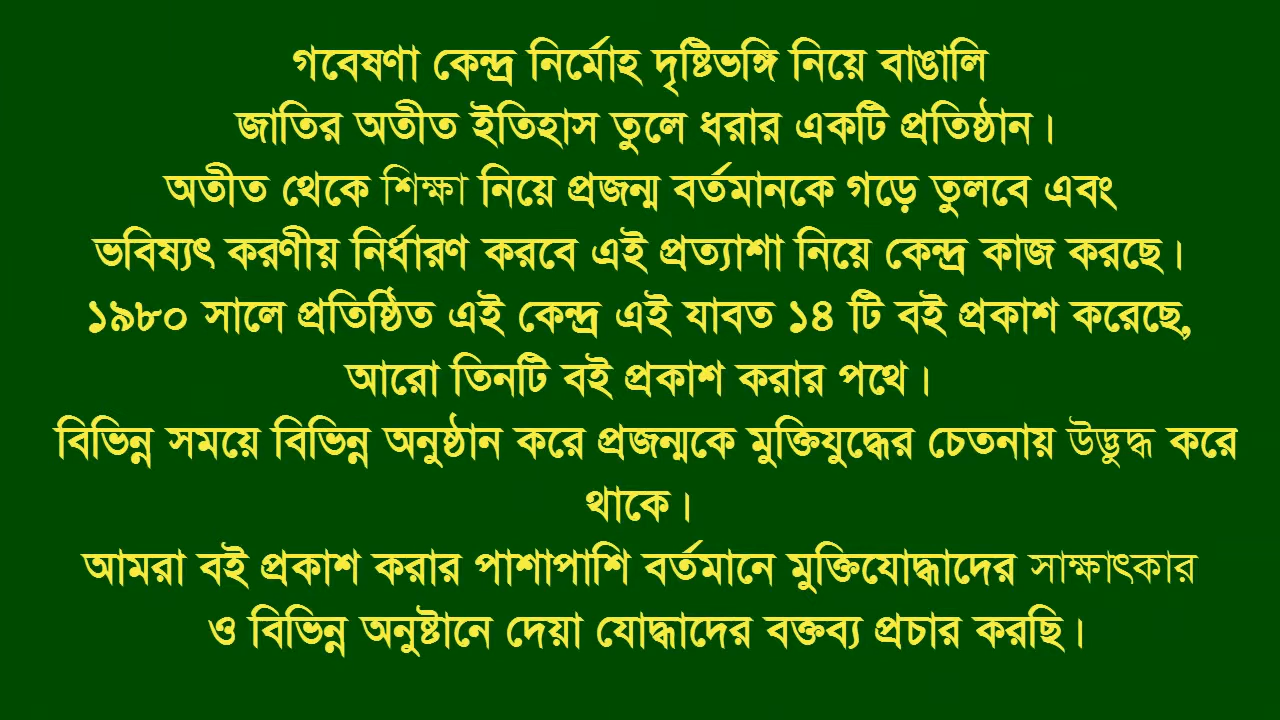 গবেষণা কেন্দ্র নির্মোহ দৃষ্টিভঙ্গি নিয়ে বাঙালি
জাতির অতীত ইতিহাস তুলে ধরার একটি প্রতিষ্ঠান।
অতীত থেকে শিক্ষা নিয়ে প্রজন্ম বর্তমানকে গড়ে তুলবে এবং
ভবিষ্যৎ করণীয় নির্ধারণ করবে এই প্রত্যাশা নিয়ে কেন্দ্র কাজ করছে।
১৯৮০ সালে প্রতিষ্ঠিত এই কেন্দ্র এই যাবত ১৪ টি বই প্রকাশ করেছে,
আরো তিনটি বই প্রকাশ করার পথে।
বিভিন্ন সময়ে বিভিন্ন অনুষ্ঠান করে প্রজন্মকে মুক্তিযুদ্ধের চেতনায় উদ্ভুদ্ধ করে
থাকে।
আমরা বই প্রকাশ করার পাশাপাশি বর্তমানে মুক্তিযোদ্ধাদের সাক্ষাৎকার
ও বিভিন্ন অনুষ্টানে দেয়া যোদ্ধাদের বক্তব্য প্রচার করছি।